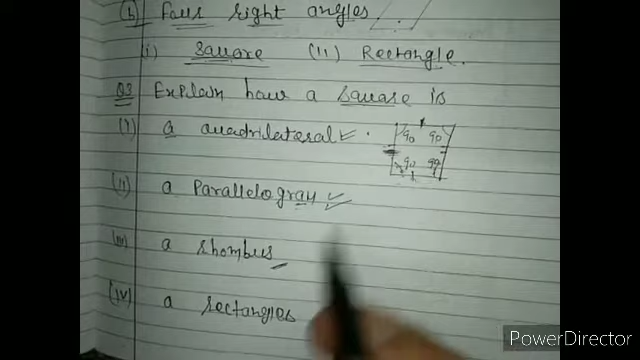 (b) Four right angles
i) Square (ii) Rectangle.
Q3 Explain how a square is
(i) a quadrilateral
90 90
90 90
(ii) a Parallelogram
(iii) a rhombus
(iv) a rectangles
PowerDirector